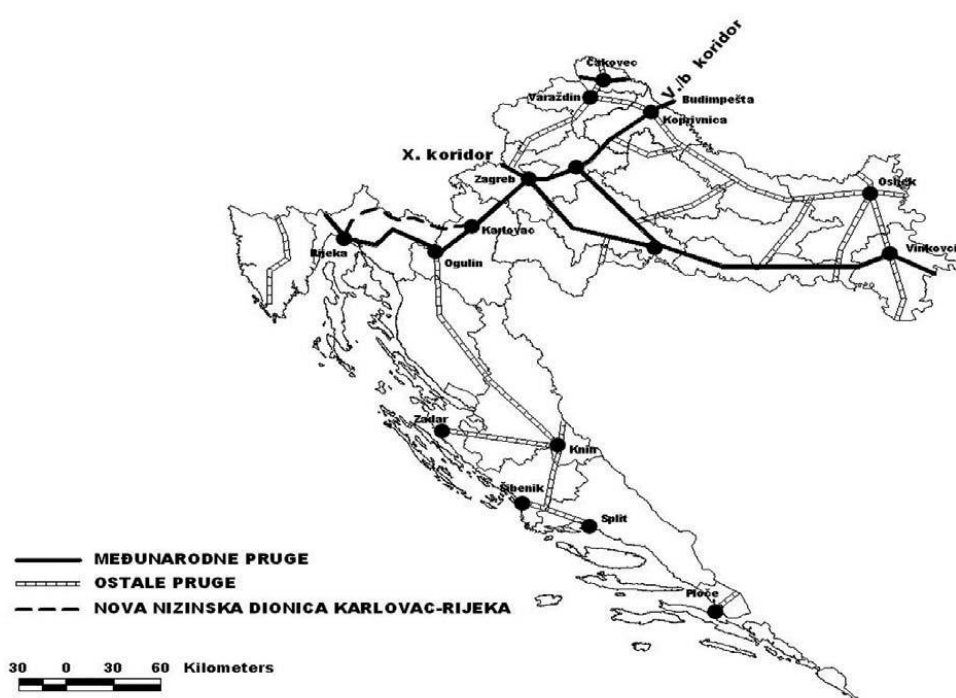 Čakovec
V./b koridor
Varaždin
Budimpešta
Koprivnica
X. koridor
Zagreb
Osijek
Karlovac
Rijeka
Ogulin
Vinkovci
Zadar
Knin
Šibenik
Split
MEĐUNARODNE PRUGE
OSTALE PRUGE
NOVA NIZINSKA DIONICA KARLOVAC-RIJEKA
Ploče
30 0 30 60 Kilometers